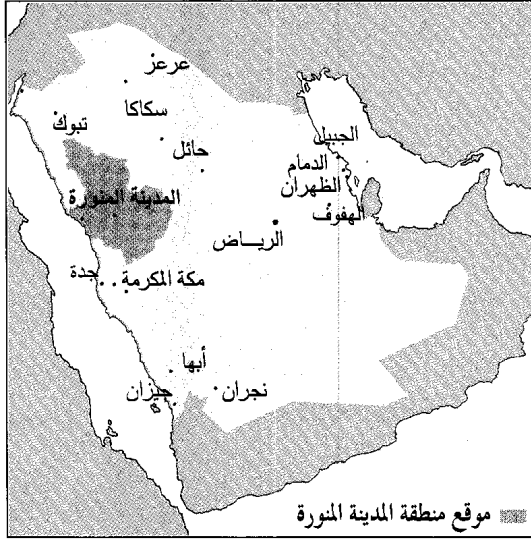 عرعر
سكاكا
تبوك
حائل
الجبيل
الدمام
الظهران
الهفوف
المدينة المنورة
الريـــاض
جدة
مكة المكرمة
أبها
جيزان
نجران
موقع منطقة المدينة المنورة